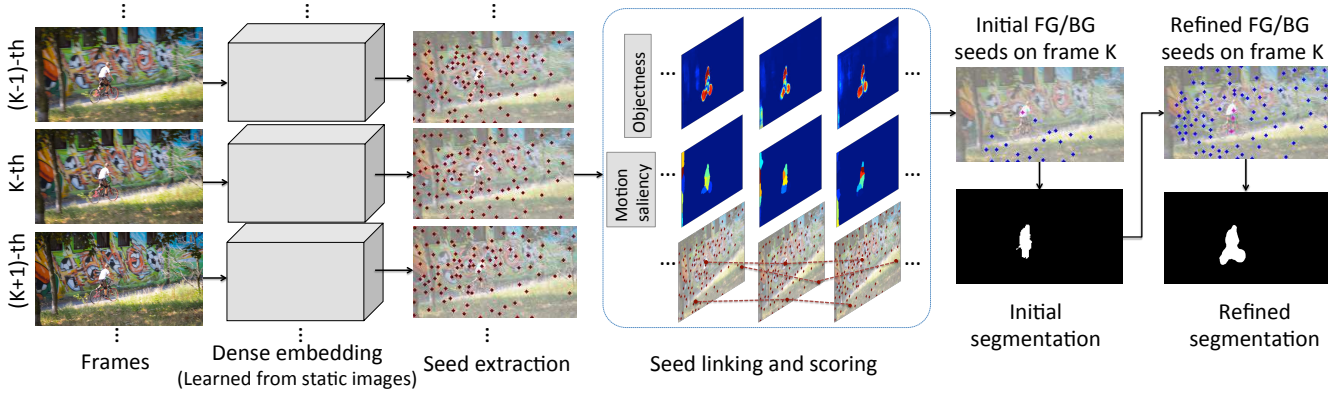 (K-1)-th
K-th
(K+1)-th
Frames
Dense embedding
(Learned from static images)
Seed extraction
Objectness
Motion
saliency
Seed linking and scoring
Initial FG/BG
seeds on frame K
Refined FG/BG
seeds on frame K
Initial
segmentation
Refined
segmentation